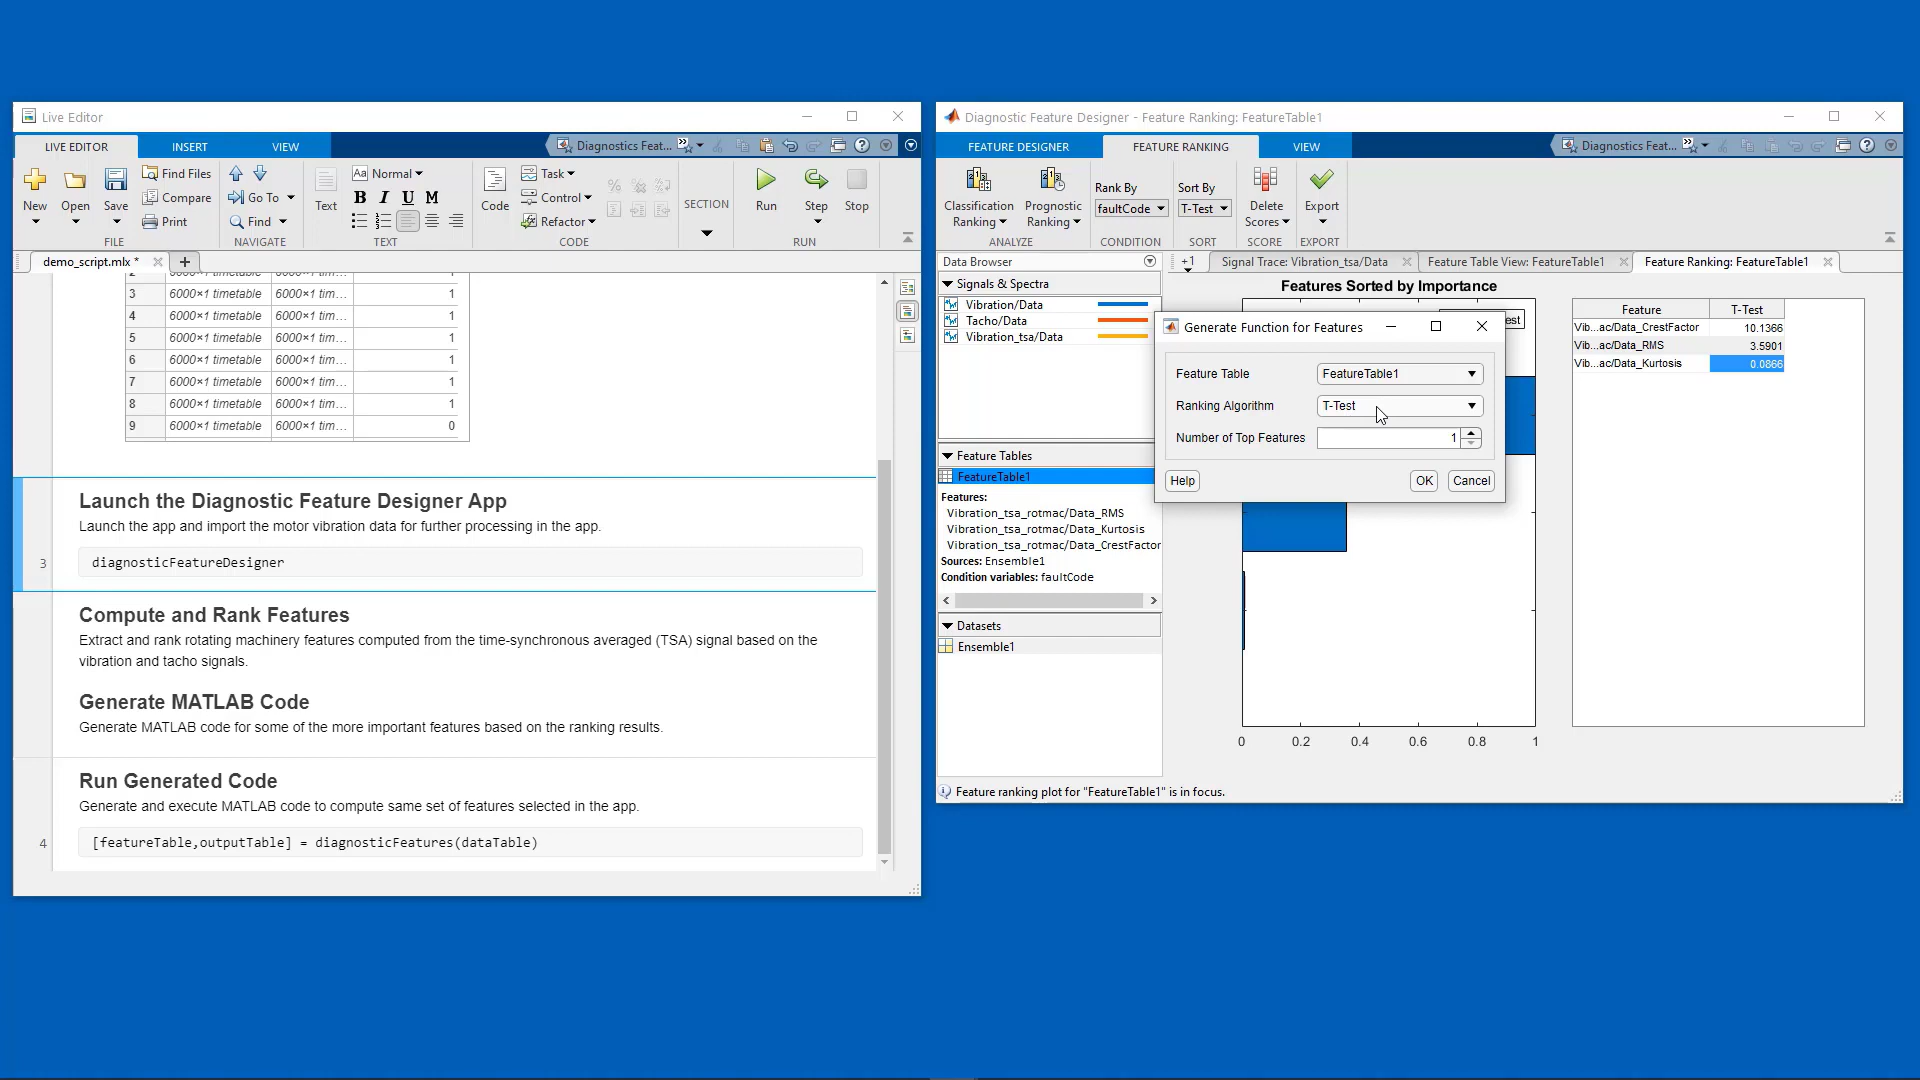 Live Editor
LIVE EDITOR INSERT VIEW Diagnostics Feat...
New Open Save Find Files Compare Print
FILE
Go To Find
NAVIGATE
Text Aa Normal B I U M
TEXT
Code Task Control Refactor
CODE
SECTION
Run Step Stop
RUN
demo_script.mlx *
3 6000×1 timetable 6000×1 tim... 1
4 6000×1 timetable 6000×1 tim... 1
5 6000×1 timetable 6000×1 tim... 1
6 6000×1 timetable 6000×1 tim... 1
7 6000×1 timetable 6000×1 tim... 1
8 6000×1 timetable 6000×1 tim... 1
9 6000×1 timetable 6000×1 tim... 0
Launch the Diagnostic Feature Designer App
Launch the app and import the motor vibration data for further processing in the app.
3 diagnosticFeatureDesigner
Compute and Rank Features
Extract and rank rotating machinery features computed from the time-synchronous averaged (TSA) signal based on the
vibration and tacho signals.
Generate MATLAB Code
Generate MATLAB code for some of the more important features based on the ranking results.
Run Generated Code
Generate and execute MATLAB code to compute same set of features selected in the app.
4 [featureTable,outputTable] = diagnosticFeatures(dataTable)
Diagnostic Feature Designer - Feature Ranking: FeatureTable1
FEATURE DESIGNER FEATURE RANKING VIEW Diagnostics Feat...
Classification Ranking Prognostic Ranking
ANALYZE
Rank By faultCode
CONDITION
Sort By T-Test
SORT
Delete Scores
SCORE
Export
EXPORT
Data Browser
+1 Signal Trace: Vibration_tsa/Data Feature Table View: FeatureTable1 Feature Ranking: FeatureTable1
Signals & Spectra
Vibration/Data
Tacho/Data
Vibration_tsa/Data
Feature Tables
FeatureTable1
Features:
Vibration_tsa_rotmac/Data_RMS
Vibration_tsa_rotmac/Data_Kurtosis
Vibration_tsa_rotmac/Data_CrestFactor
Sources: Ensemble1
Condition variables: faultCode
Datasets
Ensemble1
Features Sorted by Importance
est
0 0.2 0.4 0.6 0.8 1
Feature T-Test
Vib...ac/Data_CrestFactor 10.1366
Vib...ac/Data_RMS 3.5901
Vib...ac/Data_Kurtosis 0.0866
Generate Function for Features
Feature Table FeatureTable1
Ranking Algorithm T-Test
Number of Top Features 1
Help OK Cancel
Feature ranking plot for "FeatureTable1" is in focus.